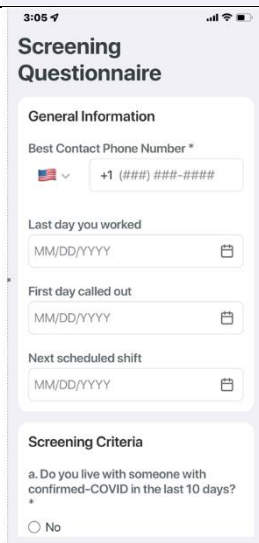 3:05
Screening
Questionnaire
General Information
Best Contact Phone Number *
+1 (###) ###-####
Last day you worked
MM/DD/YYYY
First day called out
MM/DD/YYYY
Next scheduled shift
MM/DD/YYYY
Screening Criteria
a. Do you live with someone with
confirmed-COVID in the last 10 days?
*
No